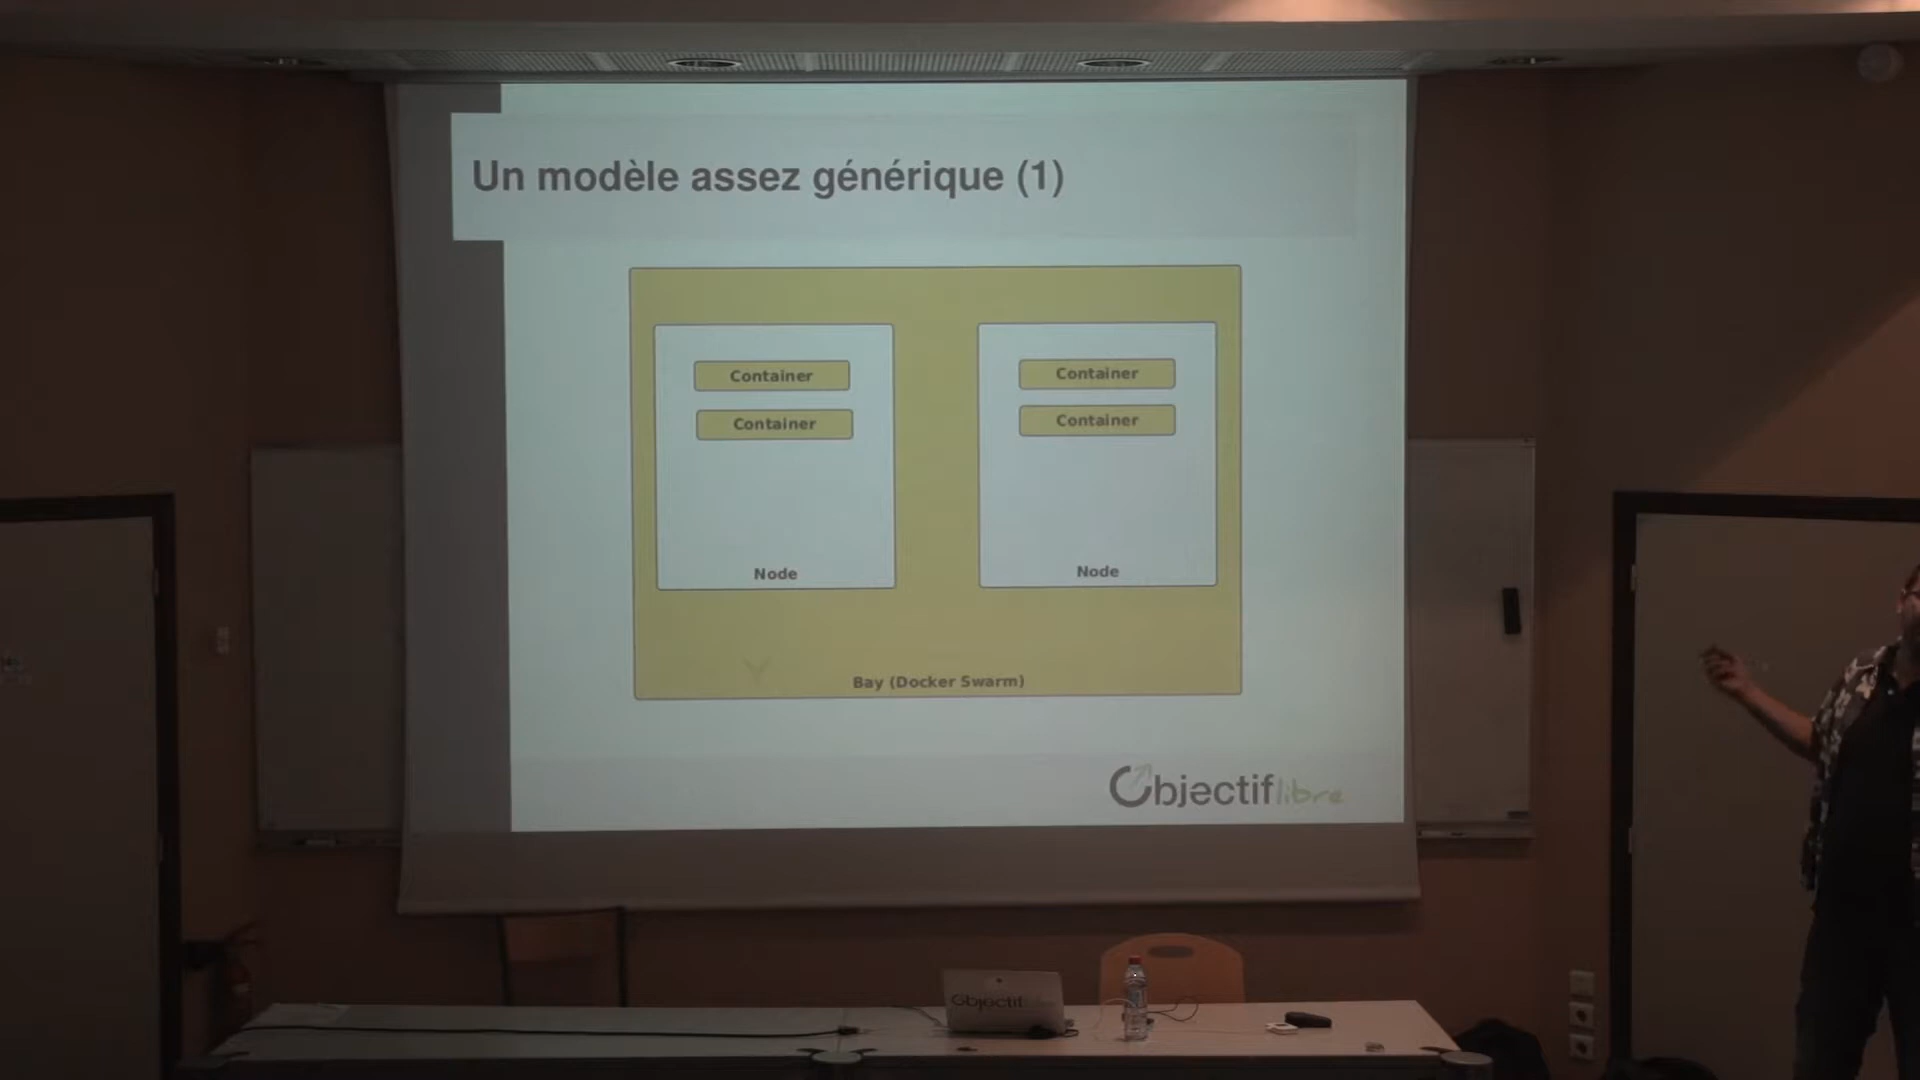 Un modèle assez générique (1)
Container
Container
Node
Container
Container
Node
Bay (Docker Swarm)
Objectif libre
Objectif